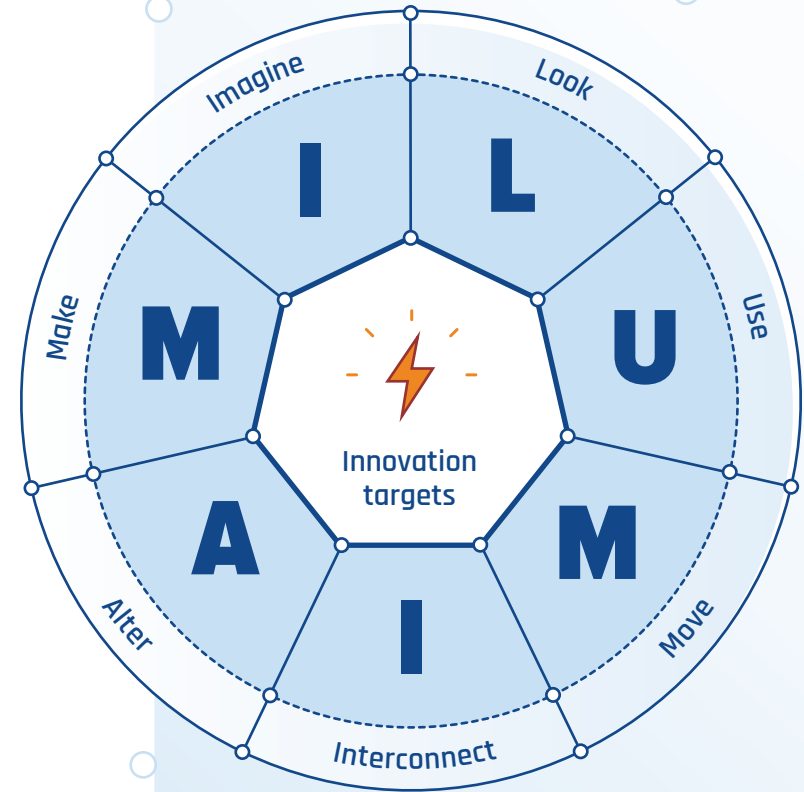 Look
L
Use
U
Move
M
Interconnect
I
Alter
A
Make
M
Imagine
I
Innovation
targets